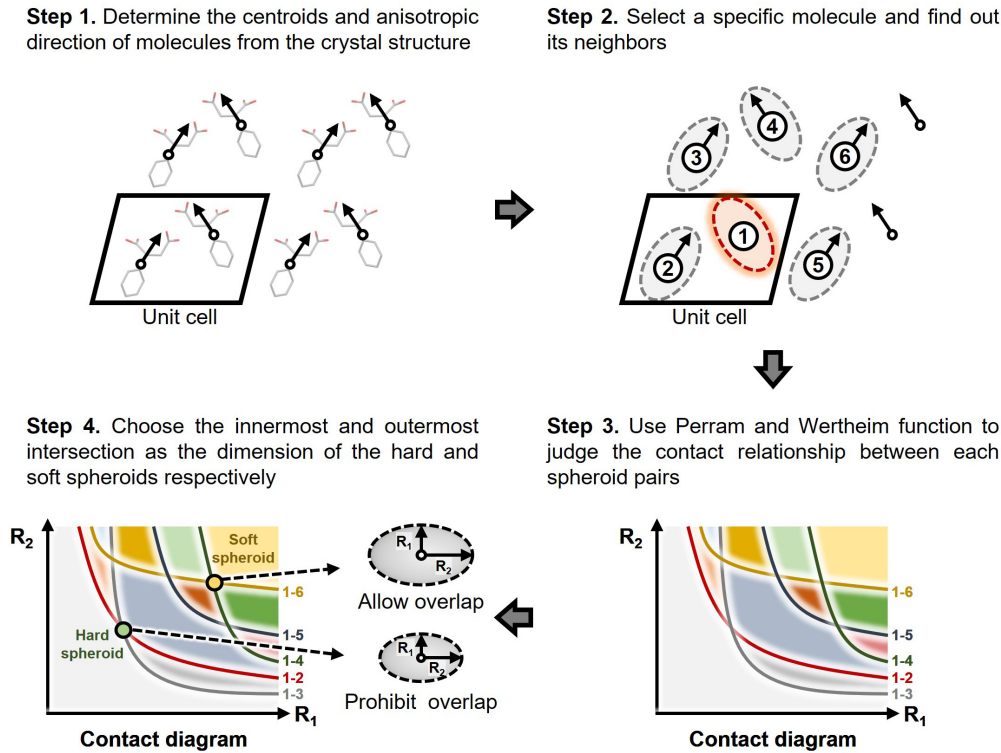 Step 1. Determine the centroids and anisotropic
direction of molecules from the crystal structure
Unit cell
Step 2. Select a specific molecule and find out
its neighbors
4
3
6
1
2
5
Unit cell
Step 4. Choose the innermost and outermost
intersection as the dimension of the hard and
soft spheroids respectively
R2
Soft
spheroid
Hard
spheroid
1-6
1-5
1-4
1-2
1-3
R1
Contact diagram
R1
R2
Allow overlap
R1
R2
Prohibit overlap
Step 3. Use Perram and Wertheim function to
judge the contact relationship between each
spheroid pairs
R2
1-6
1-5
1-4
1-2
1-3
R1
Contact diagram